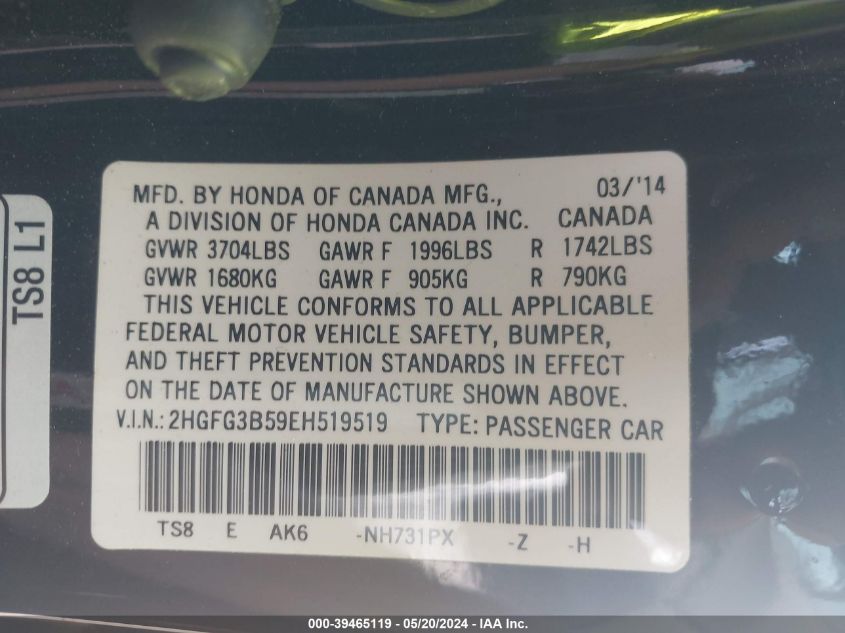 MFD. BY HONDA OF CANADA MFG., 03/'14
A DIVISION OF HONDA CANADA INC. CANADA
GVWR 3704LBS GAWR F 1996LBS R 1742LBS
GVWR 1680KG GAWR F 905KG R 790KG
THIS VEHICLE CONFORMS TO ALL APPLICABLE
FEDERAL MOTOR VEHICLE SAFETY, BUMPER,
AND THEFT PREVENTION STANDARDS IN EFFECT
ON THE DATE OF MANUFACTURE SHOWN ABOVE.
V.I.N.: 2HGFG3B59EH519519 TYPE: PASSENGER CAR
TS8 E AK6 -NH731PX -Z -H
TS8 L1
000-39465119 | 05/20/2024 - IAA Inc.